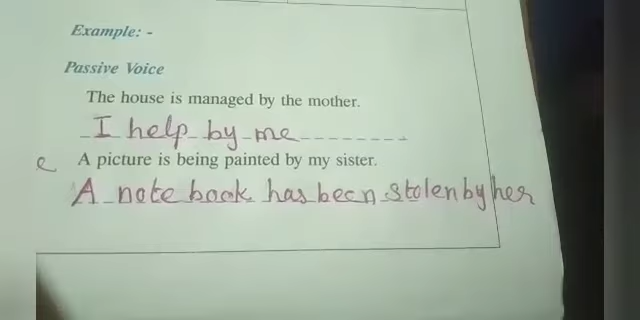 Example: -
Passive Voice
The house is managed by the mother.
I help by me
e A picture is being painted by my sister.
A note book has been stolen by her